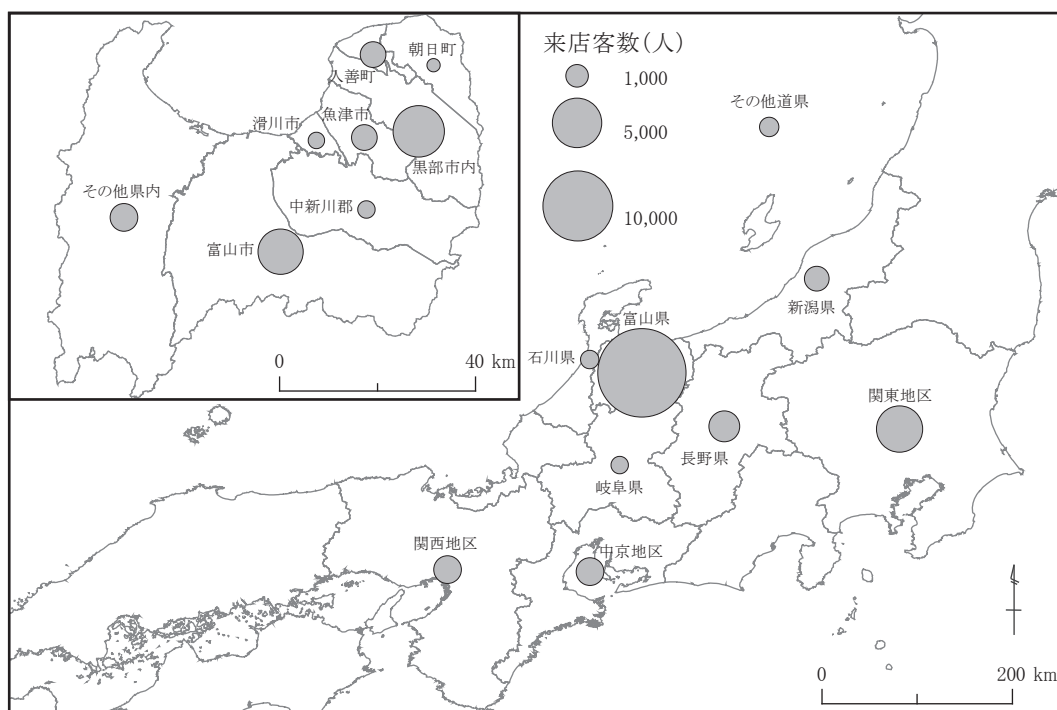 来店客数(人)
1,000
5,000
10,000
朝日町
入善町
魚津市
滑川市
黒部市内
その他県内
中新川郡
富山市
0 40 km
その他道県
新潟県
富山県
石川県
関東地区
長野県
岐阜県
関西地区
中京地区
0 200 km